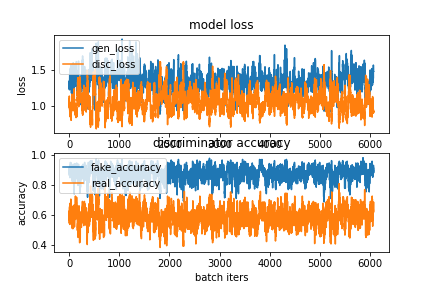 model loss
gen_loss
disc_loss
1.5
1.0
loss
0 1000 2000 3000 4000 5000 6000
discriminator accuracy
fake_accuracy
real_accuracy
1.0
0.8
0.6
0.4
accuracy
0 1000 2000 3000 4000 5000 6000
batch iters